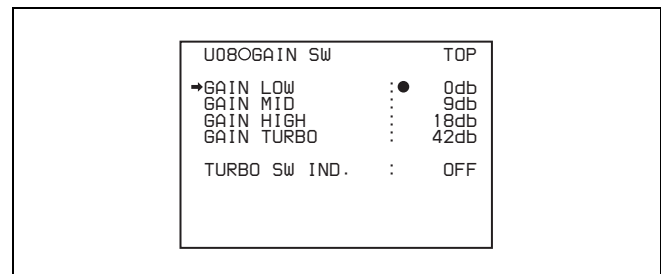 U08○GAIN SW TOP
➡GAIN LOW :● 0db
GAIN MID : 9db
GAIN HIGH : 18db
GAIN TURBO : 42db
TURBO SW IND. : OFF